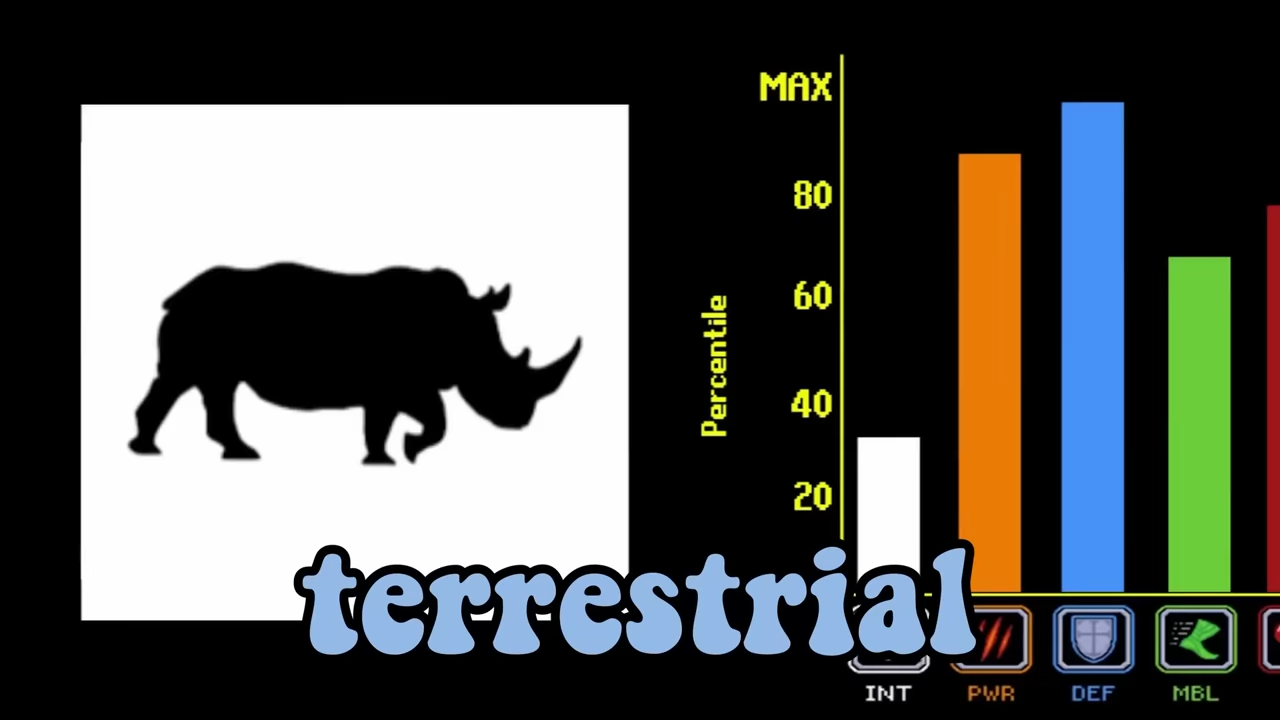 MAX
80
60
40
20
Percentile
terrestrial
INT PWR DEF MBL